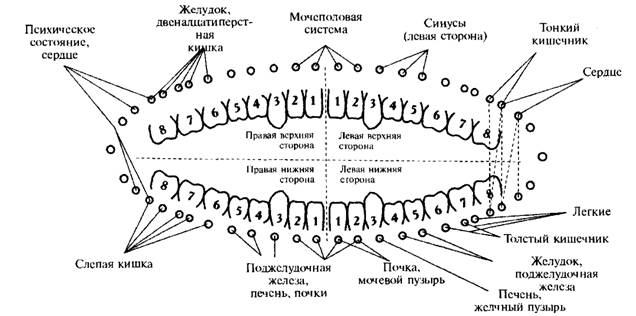 Психическое
состояние,
сердце
Желудок,
двенадцатиперст-
ная
кишка
Мочеполовая
система
Синусы
(левая сторона)
Тонкий
кишечник
Сердце
8 7 6 5 4 3 2 1 1 2 3 4 5 6 7 8
Правая верхняя
сторона
Левая верхняя
сторона
Правая нижняя
сторона
Левая нижняя
сторона
8 7 6 5 4 3 2 1 1 2 3 4 5 6 7 8
Слепая кишка
Поджелудочная
железа,
печень, почки
Почка,
мочевой пузырь
Легкие
Толстый кишечник
Желудок,
поджелудочная
железа
Печень,
желчный пузырь